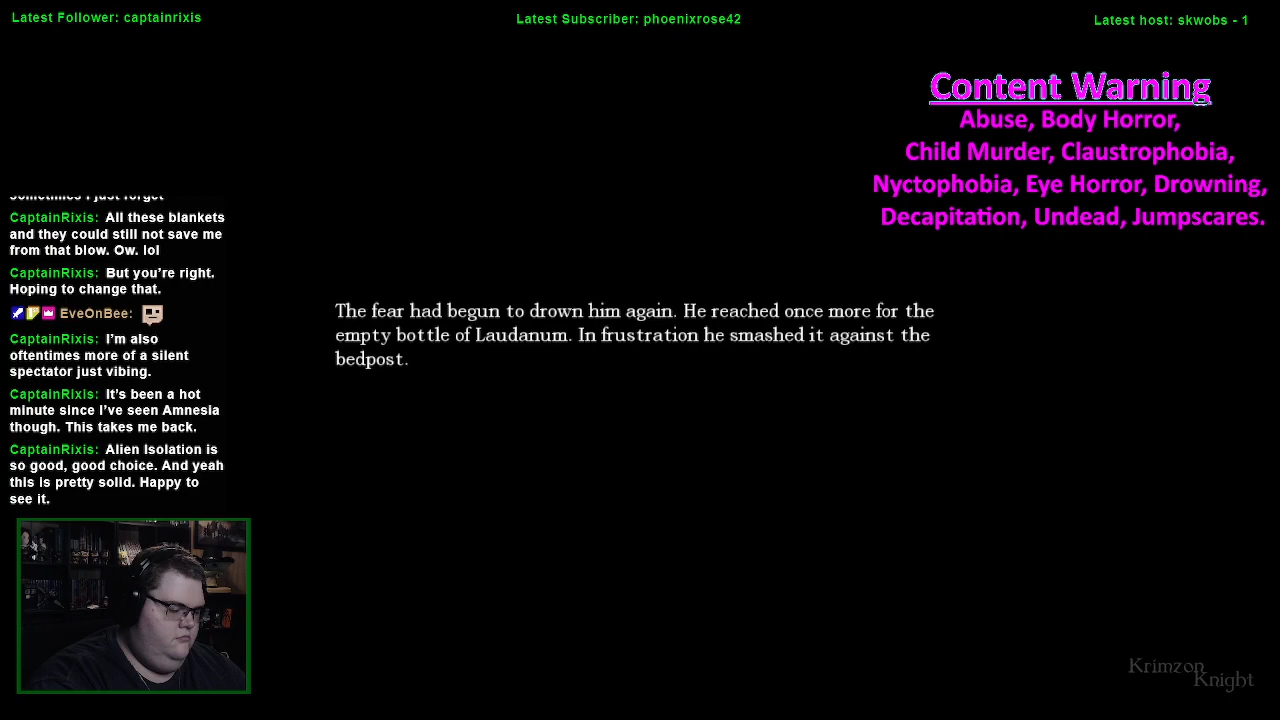 Latest Follower: captainrixis
Latest Subscriber: phoenixrose42
Latest host: skwobs - 1
Content Warning
Abuse, Body Horror,
Child Murder, Claustrophobia,
Nyctophobia, Eye Horror, Drowning,
Decapitation, Undead, Jumpscares.
Sometimes I just forget
CaptainRixis: All these blankets
and they could still not save me
from that blow. Ow. lol
CaptainRixis: But you're right.
Hoping to change that.
EveOnBee:
CaptainRixis: I'm also
oftentimes more of a silent
spectator just vibing.
CaptainRixis: It's been a hot
minute since I've seen Amnesia
though. This takes me back.
CaptainRixis: Alien Isolation is
so good, good choice. And yeah
this is pretty solid. Happy to
see it.
The fear had begun to drown him again. He reached once more for the
empty bottle of Laudanum. In frustration he smashed it against the
bedpost.
Krimzon
Knight